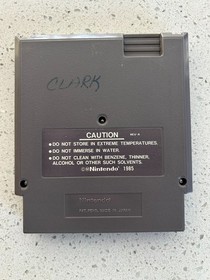 CLARK
CAUTION
●DO NOT STORE IN EXTREME TEMPERATURES.
●DO NOT IMMERSE IN WATER.
●DO NOT CLEAN WITH BENZENE, THINNER,
ALCOHOL OR OTHER SUCH SOLVENTS.
©Nintendo 1985
Nintendo